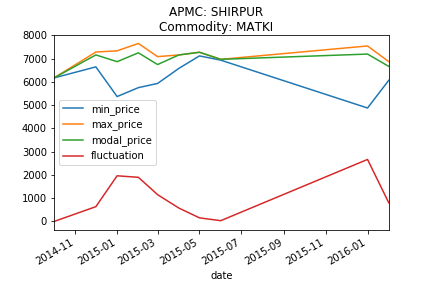 APMC: SHIRPUR
Commodity: MATKI
8000
7000
6000
5000
4000
3000
2000
1000
0
min_price
max_price
modal_price
fluctuation
2014-11
2015-01
2015-03
2015-05
2015-07
2015-09
2015-11
2016-01
date